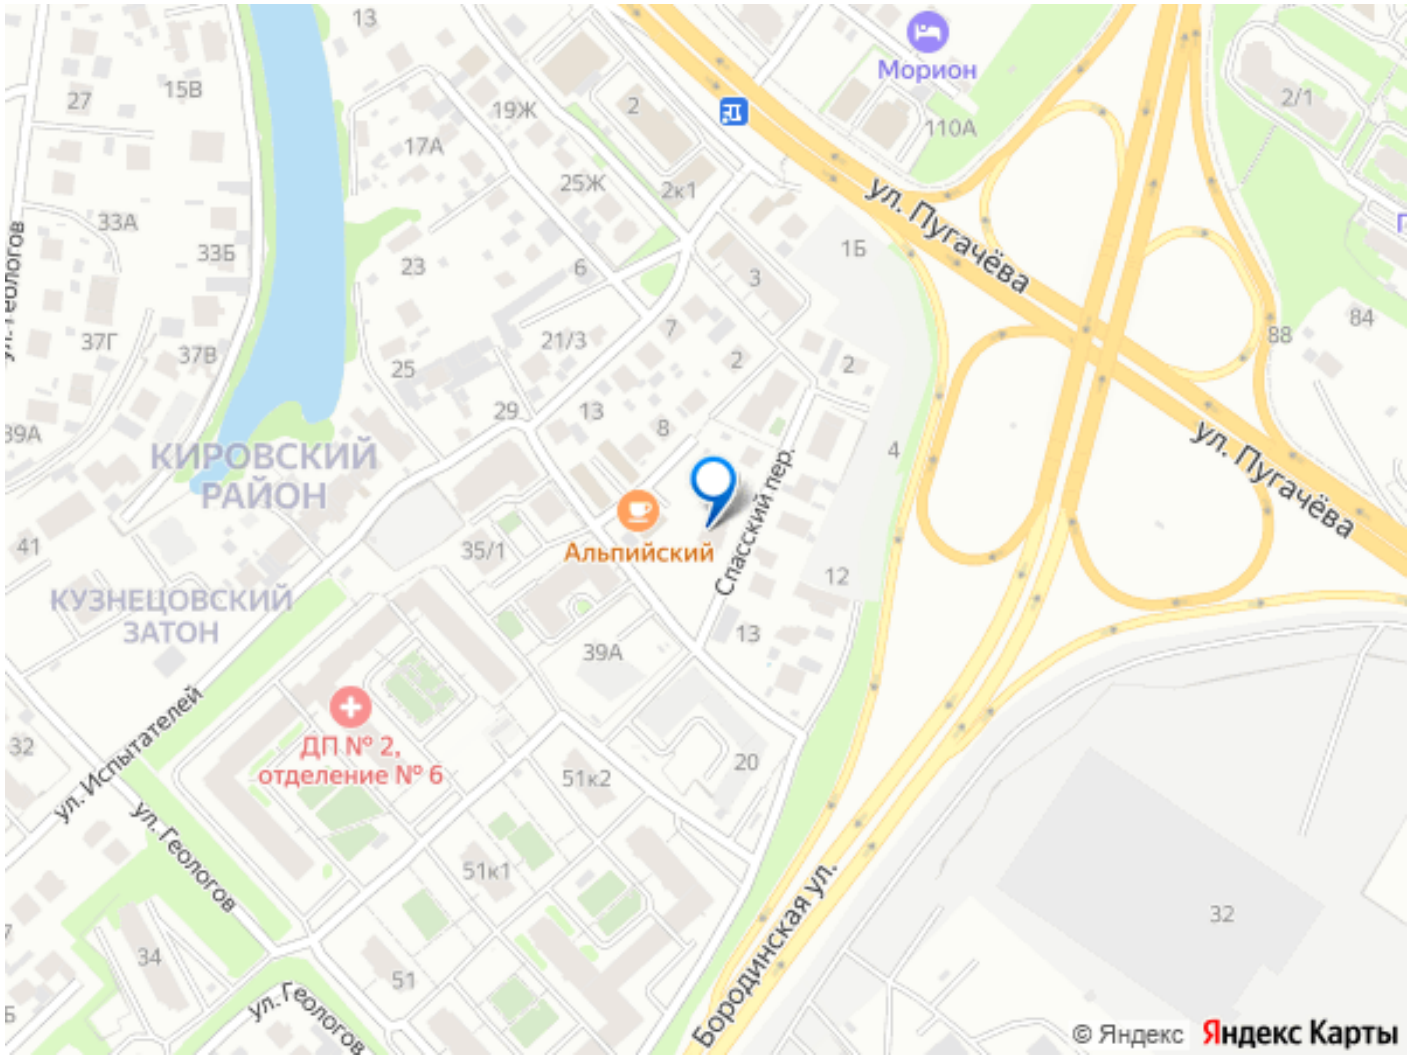 13
Морион
27
15В
19Ж
2
2/1
110А
17А
25Ж
2к1
33А
ул. Пугачёва
1Б
33Б
23
6
3
ул. Геологов
84
88
7
37Г
37В
21/3
2
2
25
29
13
8
39А
4
ул. Пугачёва
КИРОВСКИЙ
РАЙОН
Спасский пер.
41
35/1
Альпийский
12
КУЗНЕЦОВСКИЙ
ЗАТОН
13
39А
ул. Испытателей
32
ДП № 2,
отделение № 6
51к2
20
ул. Геологов
51к1
32
Бородинская ул.
34
51
ул. Геологов
© Яндекс Яндекс Карты